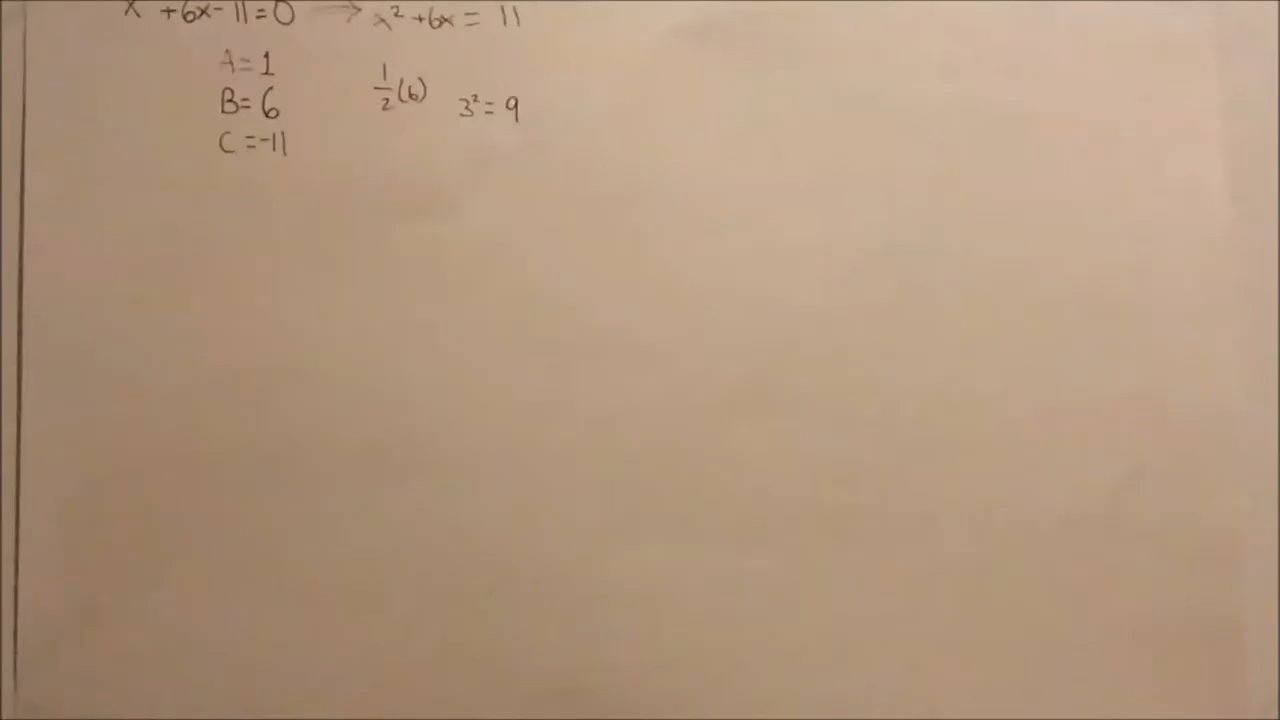 x +6x-11=0 → x²+6x= 11
A=1
B=6
C=-11
1/2(6) 3²=9